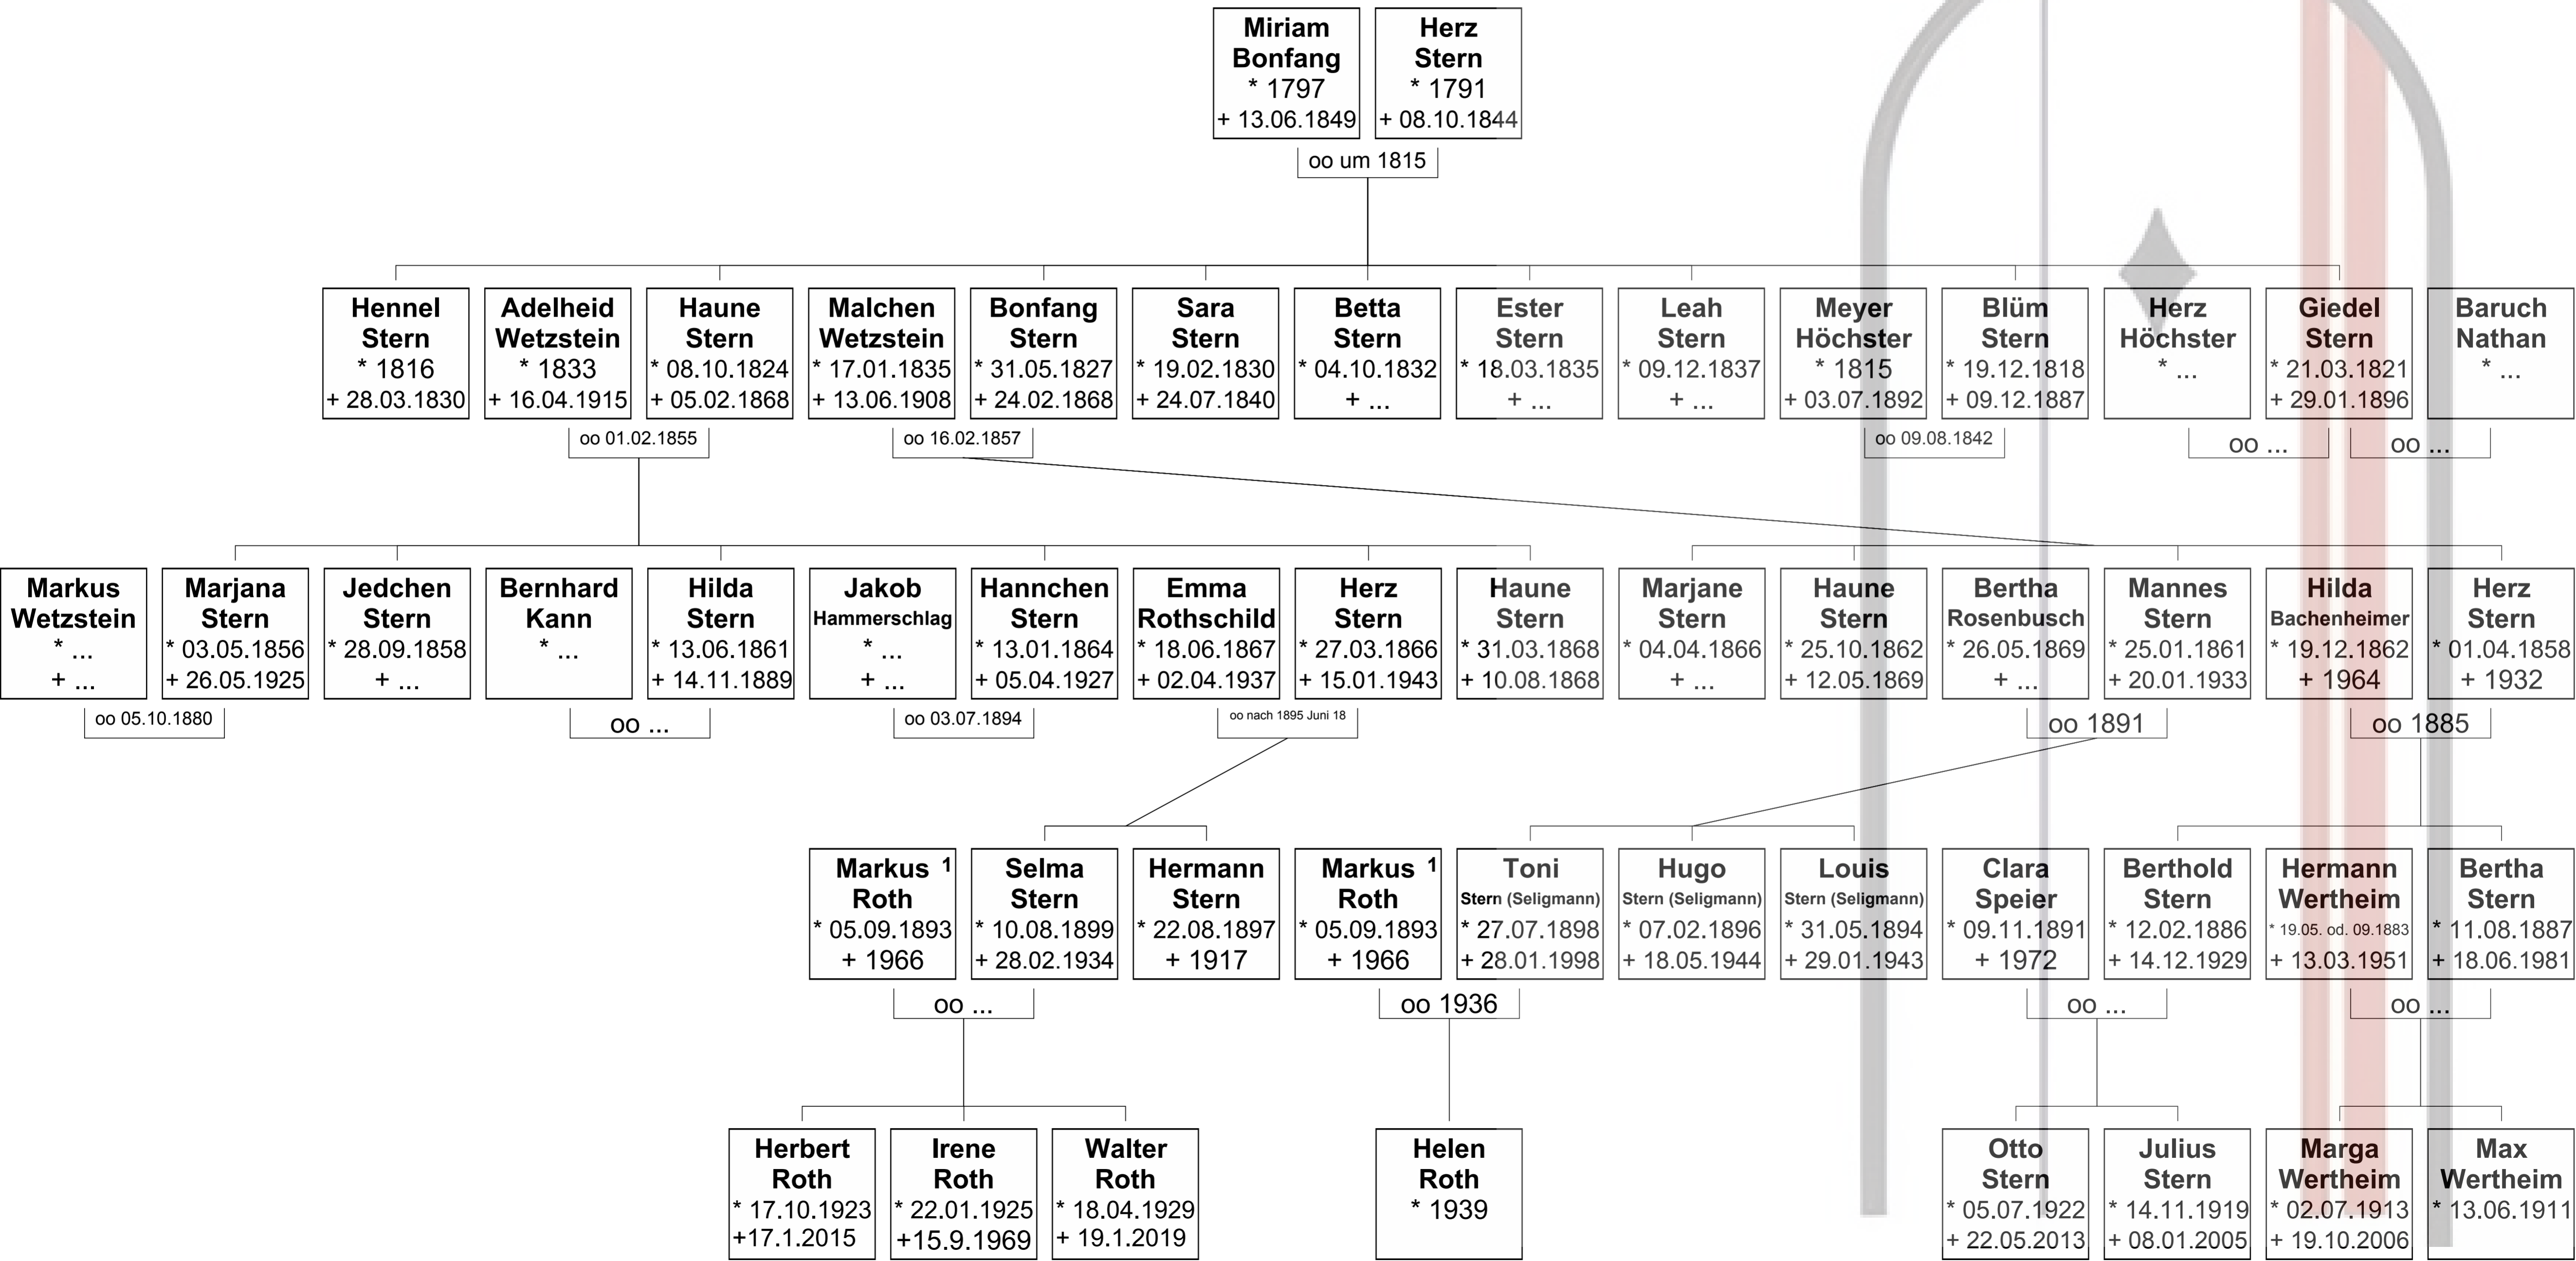 Miriam
Bonfang
* 1797
+ 13.06.1849
Herz
Stern
* 1791
+ 08.10.1844
oo um 1815
Hennel
Stern
* 1816
+ 28.03.1830
Adelheid
Wetzstein
* 1833
+ 16.04.1915
Haune
Stern
* 08.10.1824
+ 05.02.1868
Malchen
Wetzstein
* 17.01.1835
+ 13.06.1908
Bonfang
Stern
* 31.05.1827
+ 24.02.1868
Sara
Stern
* 19.02.1830
+ 24.07.1840
Betta
Stern
* 04.10.1832
+ ...
Ester
Stern
* 18.03.1835
+ ...
Leah
Stern
* 09.12.1837
+ ...
Meyer
Höchster
* 1815
+ 03.07.1892
Blüm
Stern
* 19.12.1818
+ 09.12.1887
Herz
Höchster
* ...
Giedel
Stern
* 21.03.1821
+ 29.01.1896
Baruch
Nathan
* ...
oo 01.02.1855
oo 16.02.1857
oo 09.08.1842
oo ...
oo ...
Markus
Wetzstein
* ...
+ ...
Marjana
Stern
* 03.05.1856
+ 26.05.1925
Jedchen
Stern
* 28.09.1858
+ ...
Bernhard
Kann
* ...
Hilda
Stern
* 13.06.1861
+ 14.11.1889
Jakob
Hammerschlag
* ...
+ ...
Hannchen
Stern
* 13.01.1864
+ 05.04.1927
Emma
Rothschild
* 18.06.1867
+ 02.04.1937
Herz
Stern
* 27.03.1866
+ 15.01.1943
Haune
Stern
* 31.03.1868
+ 10.08.1868
Marjane
Stern
* 04.04.1866
+ ...
Haune
Stern
* 25.10.1862
+ 12.05.1869
Bertha
Rosenbusch
* 26.05.1869
+ ...
Mannes
Stern
* 25.01.1861
+ 20.01.1933
Hilda
Bachenheimer
* 19.12.1862
+ 1964
Herz
Stern
* 01.04.1858
+ 1932
oo 05.10.1880
oo ...
oo 03.07.1894
oo nach 1895 Juni 18
oo 1891
oo 1885
Markus 1
Roth
* 05.09.1893
+ 1966
Selma
Stern
* 10.08.1899
+ 28.02.1934
Hermann
Stern
* 22.08.1897
+ 1917
Markus 1
Roth
* 05.09.1893
+ 1966
Toni
Stern (Seligmann)
* 27.07.1898
+ 28.01.1998
Hugo
Stern (Seligmann)
* 07.02.1896
+ 18.05.1944
Louis
Stern (Seligmann)
* 31.05.1894
+ 29.01.1943
Clara
Speier
* 09.11.1891
+ 1972
Berthold
Stern
* 12.02.1886
+ 14.12.1929
Hermann
Wertheim
* 19.05. od. 09.1883
+ 13.03.1951
Bertha
Stern
* 11.08.1887
+ 18.06.1981
oo ...
oo 1936
oo ...
oo ...
Herbert
Roth
* 17.10.1923
+17.1.2015
Irene
Roth
* 22.01.1925
+15.9.1969
Walter
Roth
* 18.04.1929
+ 19.1.2019
Helen
Roth
* 1939
Otto
Stern
* 05.07.1922
+ 22.05.2013
Julius
Stern
* 14.11.1919
+ 08.01.2005
Marga
Wertheim
* 02.07.1913
+ 19.10.2006
Max
Wertheim
* 13.06.1911